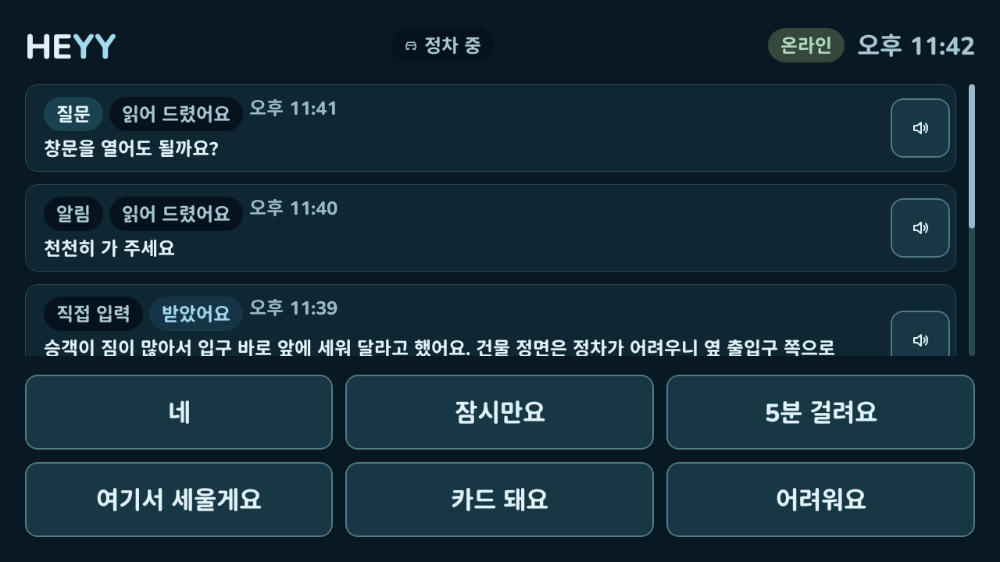 HEYY
정차 중
온라인 오후 11:42
질문 읽어 드렸어요 오후 11:41
창문을 열어도 될까요?
알림 읽어 드렸어요 오후 11:40
천천히 가 주세요
직접 입력 받았어요 오후 11:39
승객이 짐이 많아서 입구 바로 앞에 세워 달라고 했어요. 건물 정면은 정차가 어려우니 옆 출입구 쪽으로
네
잠시만요
5분 걸려요
여기서 세울게요
카드 돼요
어려워요